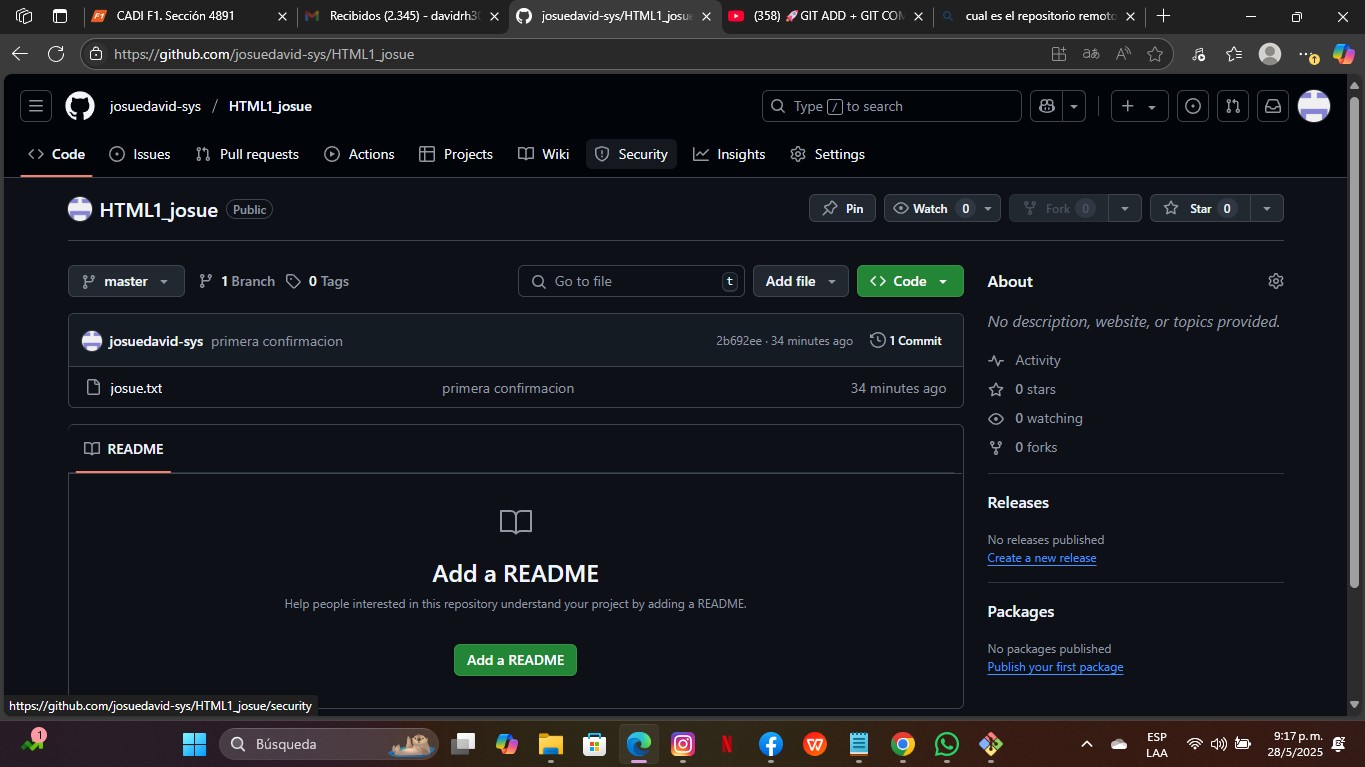 CADI F1. Sección 4891
Recibidos (2.345) - davidrh30
josuedavid-sys/HTML1_josue
(358) 🚀GIT ADD + GIT COM
cual es el repositorio remoto
https://github.com/josuedavid-sys/HTML1_josue
josuedavid-sys / HTML1_josue
Type / to search
Code
Issues
Pull requests
Actions
Projects
Wiki
Security
Insights
Settings
HTML1_josue Public
Pin
Watch 0
Fork 0
Star 0
master
1 Branch
0 Tags
Go to file t
Add file
Code
About
No description, website, or topics provided.
josuedavid-sys primera confirmacion
2b692ee · 34 minutes ago
1 Commit
josue.txt
primera confirmacion
34 minutes ago
Activity
0 stars
0 watching
0 forks
README
Add a README
Help people interested in this repository understand your project by adding a README.
Add a README
Releases
No releases published
Create a new release
Packages
No packages published
Publish your first package
https://github.com/josuedavid-sys/HTML1_josue/security
1
Búsqueda
ESP
LAA
9:17 p. m.
28/5/2025